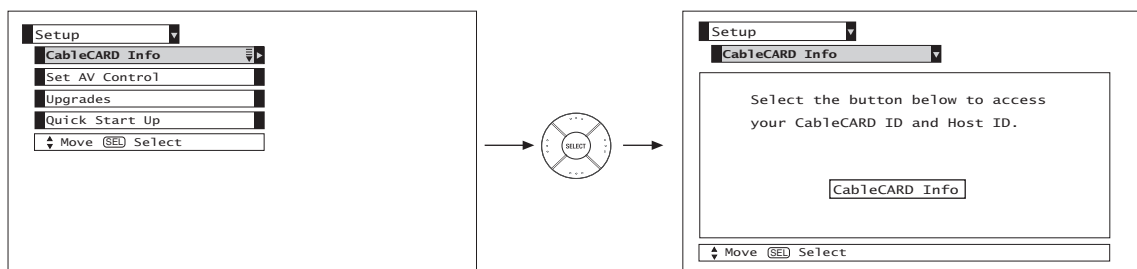 Setup
CableCARD Info
Set AV Control
Upgrades
Quick Start Up
Move SEL Select
SELECT
Setup
CableCARD Info
Select the button below to access
your CableCARD ID and Host ID.
CableCARD Info
Move SEL Select